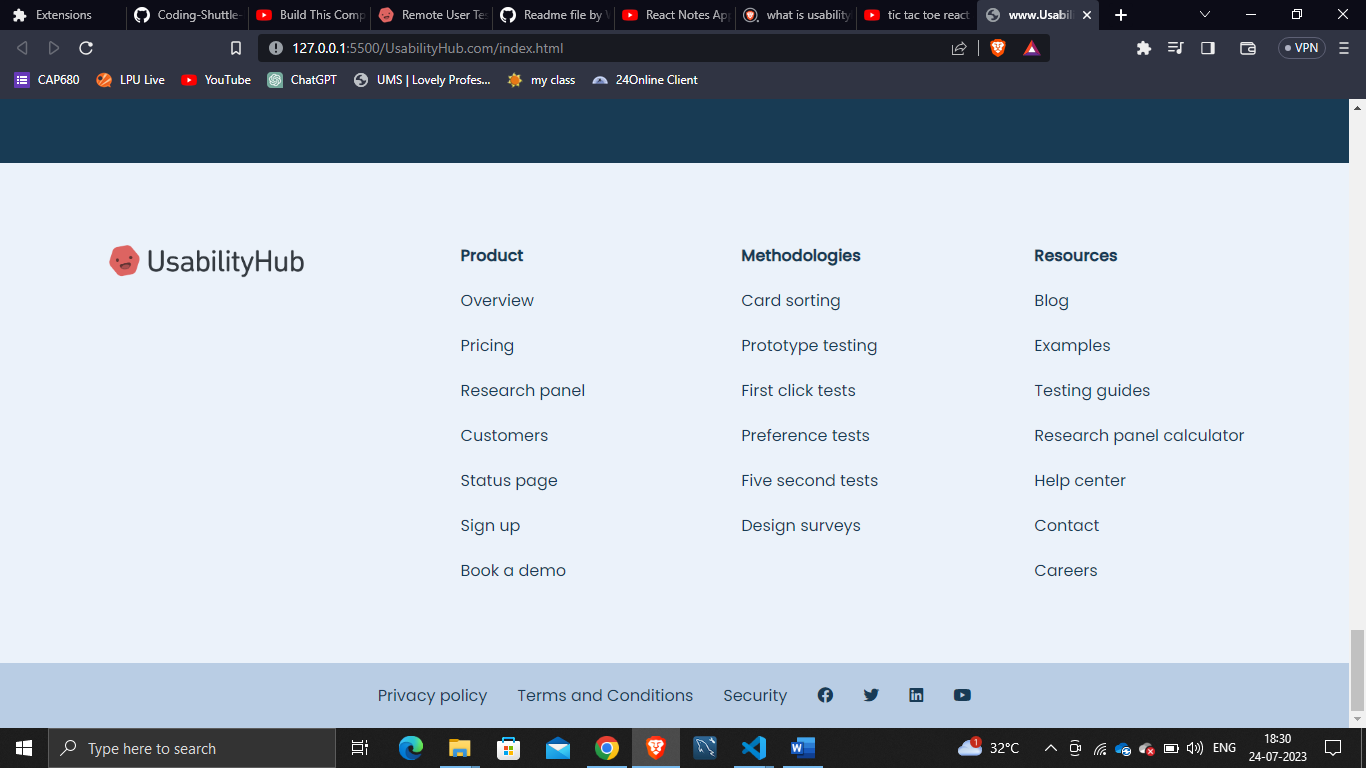 Extensions
Coding-Shuttle-
Build This Comp
Remote User Tes
Readme file by V
React Notes App
what is usability
tic tac toe react
www.Usabili
127.0.0.1:5500/UsabilityHub.com/index.html
VPN
CAP680 LPU Live YouTube ChatGPT UMS | Lovely Profes... my class 24Online Client
UsabilityHub
Product
Overview
Pricing
Research panel
Customers
Status page
Sign up
Book a demo
Methodologies
Card sorting
Prototype testing
First click tests
Preference tests
Five second tests
Design surveys
Resources
Blog
Examples
Testing guides
Research panel calculator
Help center
Contact
Careers
Privacy policy Terms and Conditions Security
Type here to search
1
32°C
ENG
18:30
24-07-2023